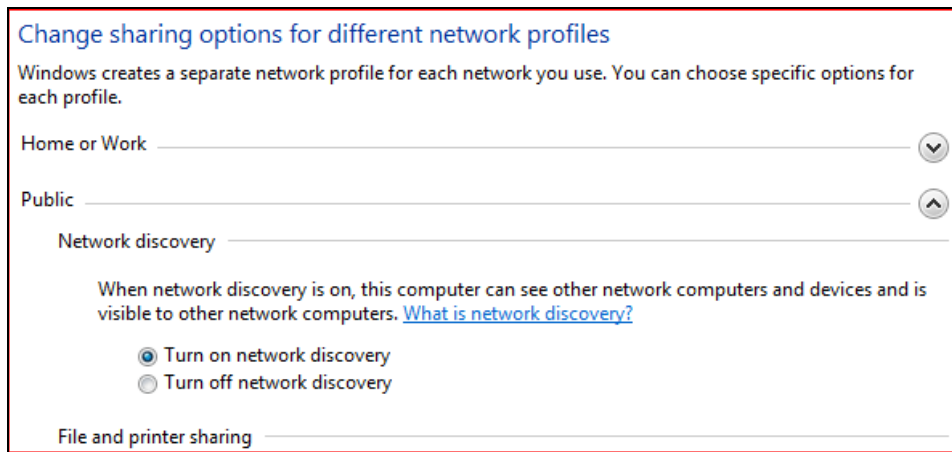 Change sharing options for different network profiles
Windows creates a separate network profile for each network you use. You can choose specific options for
each profile.
Home or Work
Public
Network discovery
When network discovery is on, this computer can see other network computers and devices and is
visible to other network computers. What is network discovery?
Turn on network discovery
Turn off network discovery
File and printer sharing